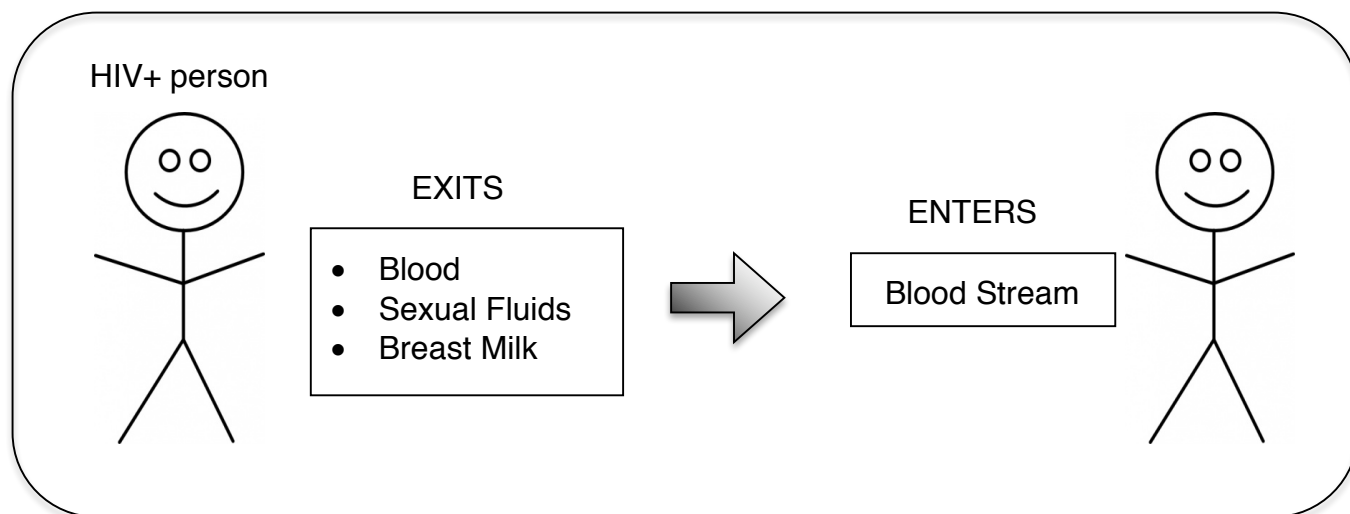 HIV+ person
EXITS
• Blood
• Sexual Fluids
• Breast Milk
ENTERS
Blood Stream